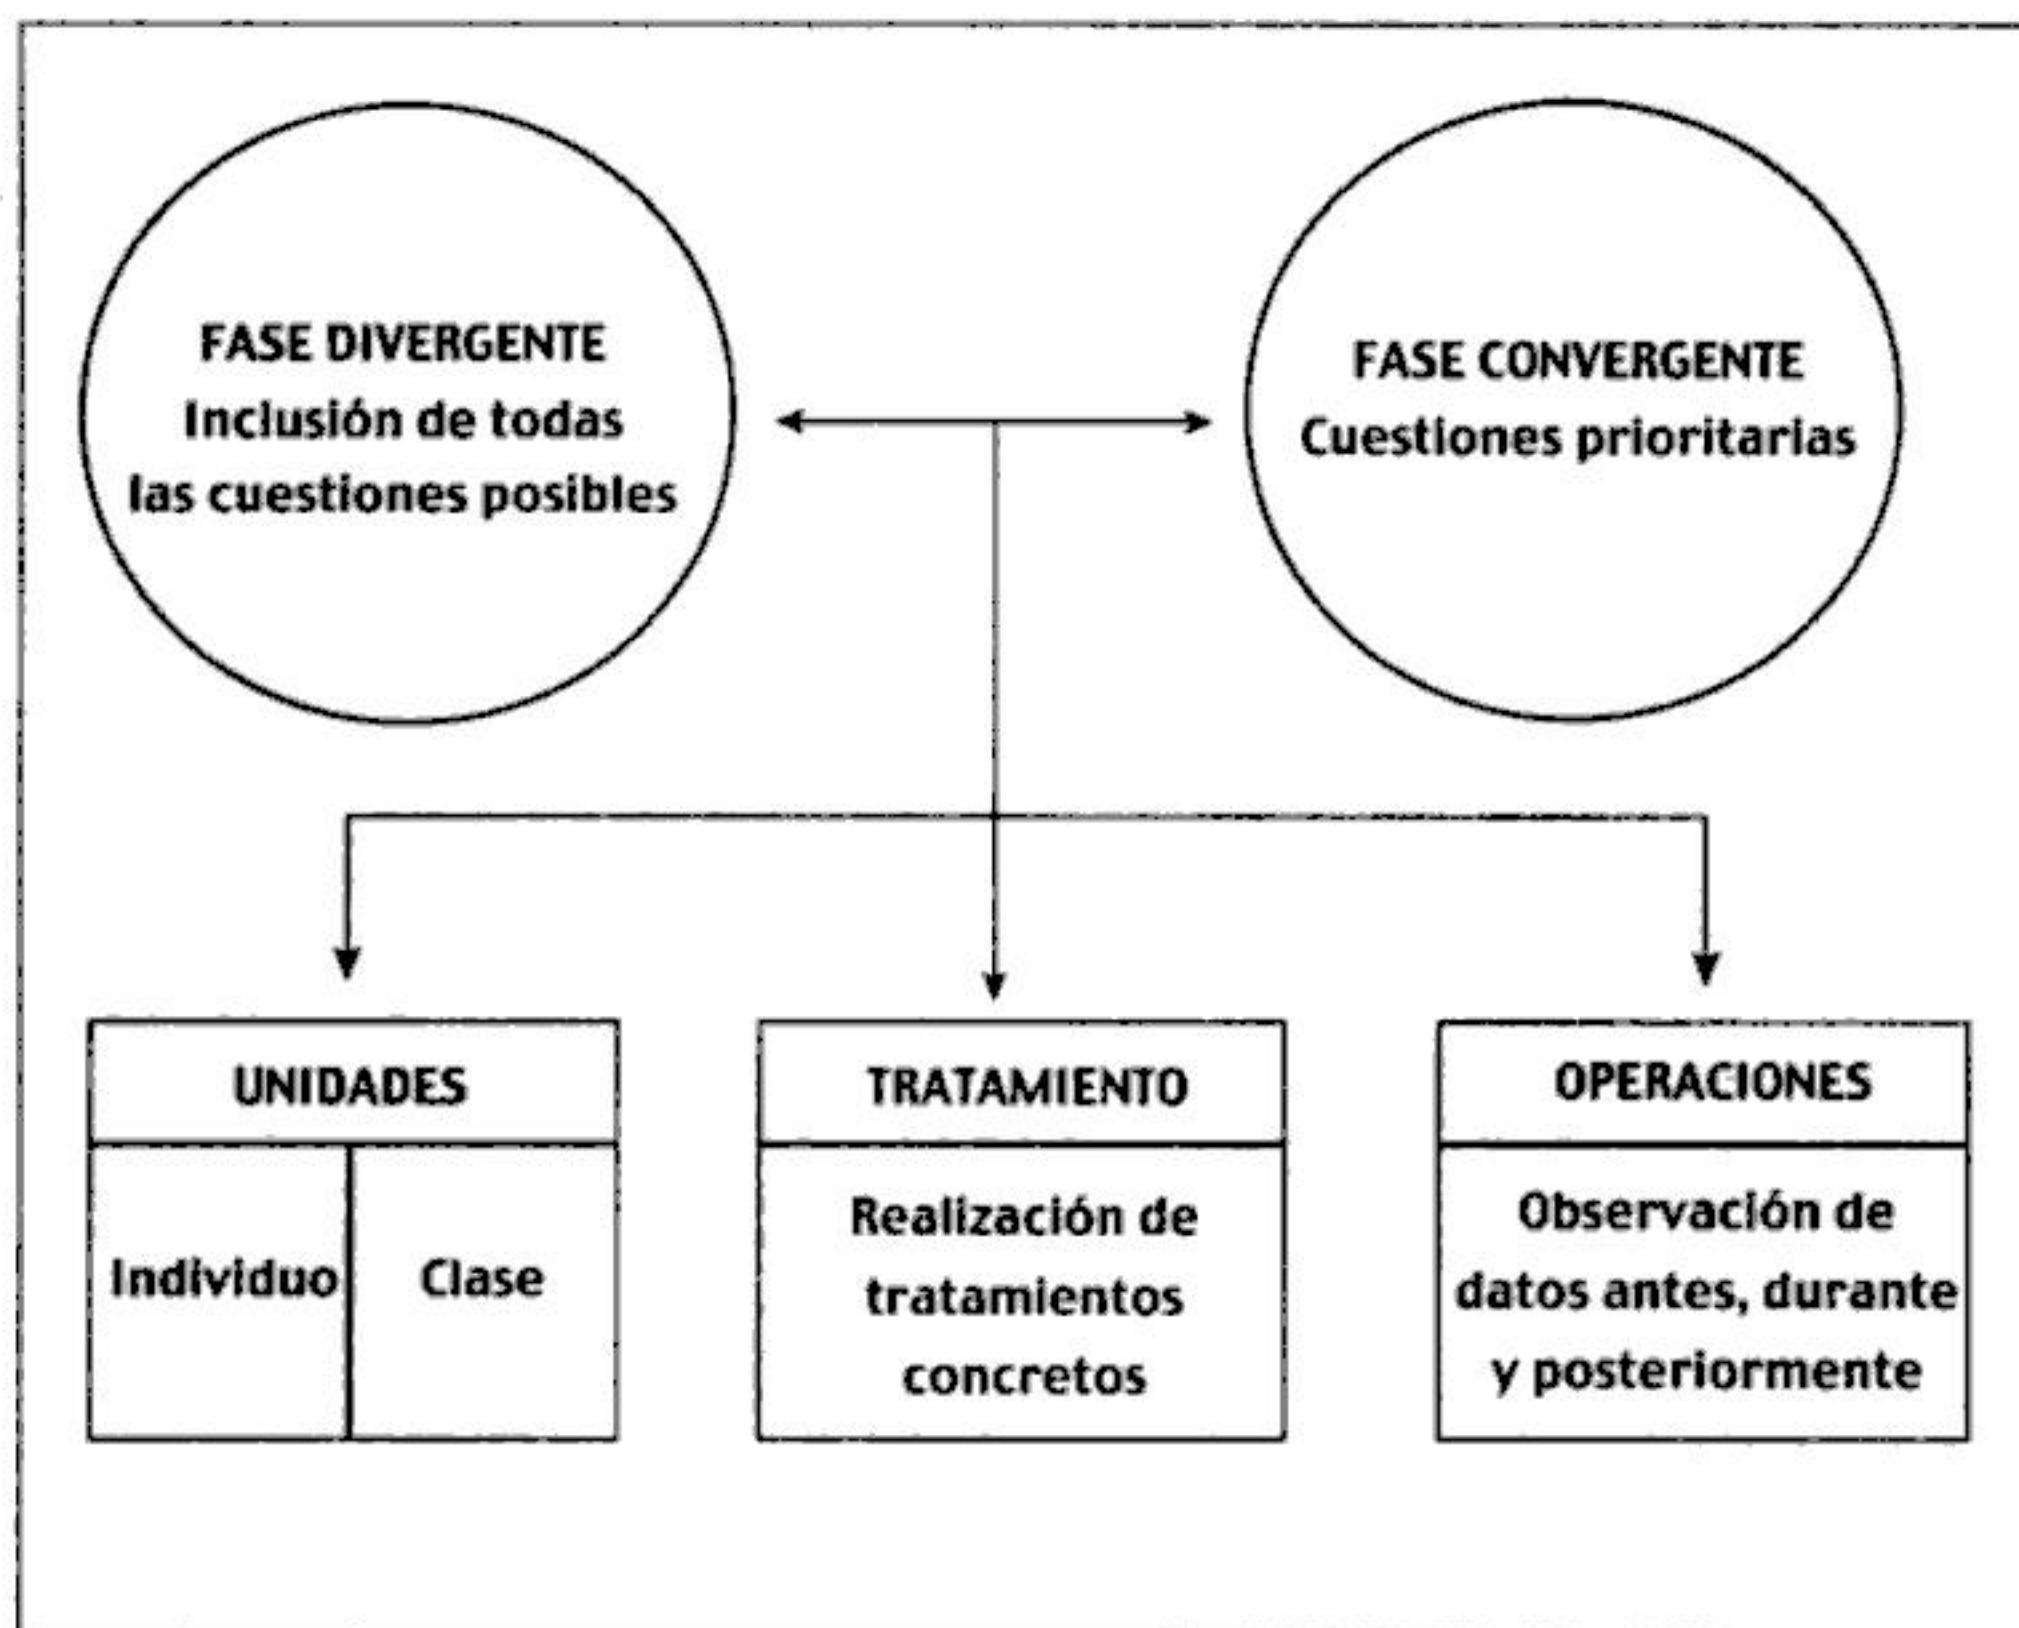 FASE DIVERGENTE
Inclusión de todas
las cuestiones posibles
FASE CONVERGENTE
Cuestiones prioritarias
UNIDADES
Individuo
Clase
TRATAMIENTO
Realización de
tratamientos
concretos
OPERACIONES
Observación de
datos antes, durante
y posteriormente